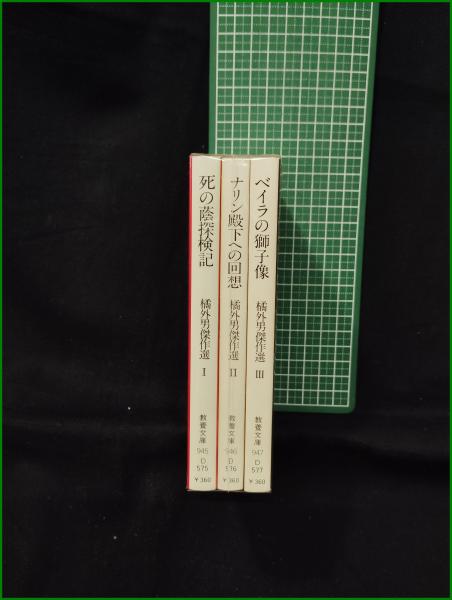 死の蔭探検記
橘外男傑作選 I
教養文庫
945
D
575
¥360
ナリン殿下への回想
橘外男傑作選 II
教養文庫
946
D
576
¥360
ベイラの獅子像
橘外男傑作選 III
教養文庫
947
D
577
¥360